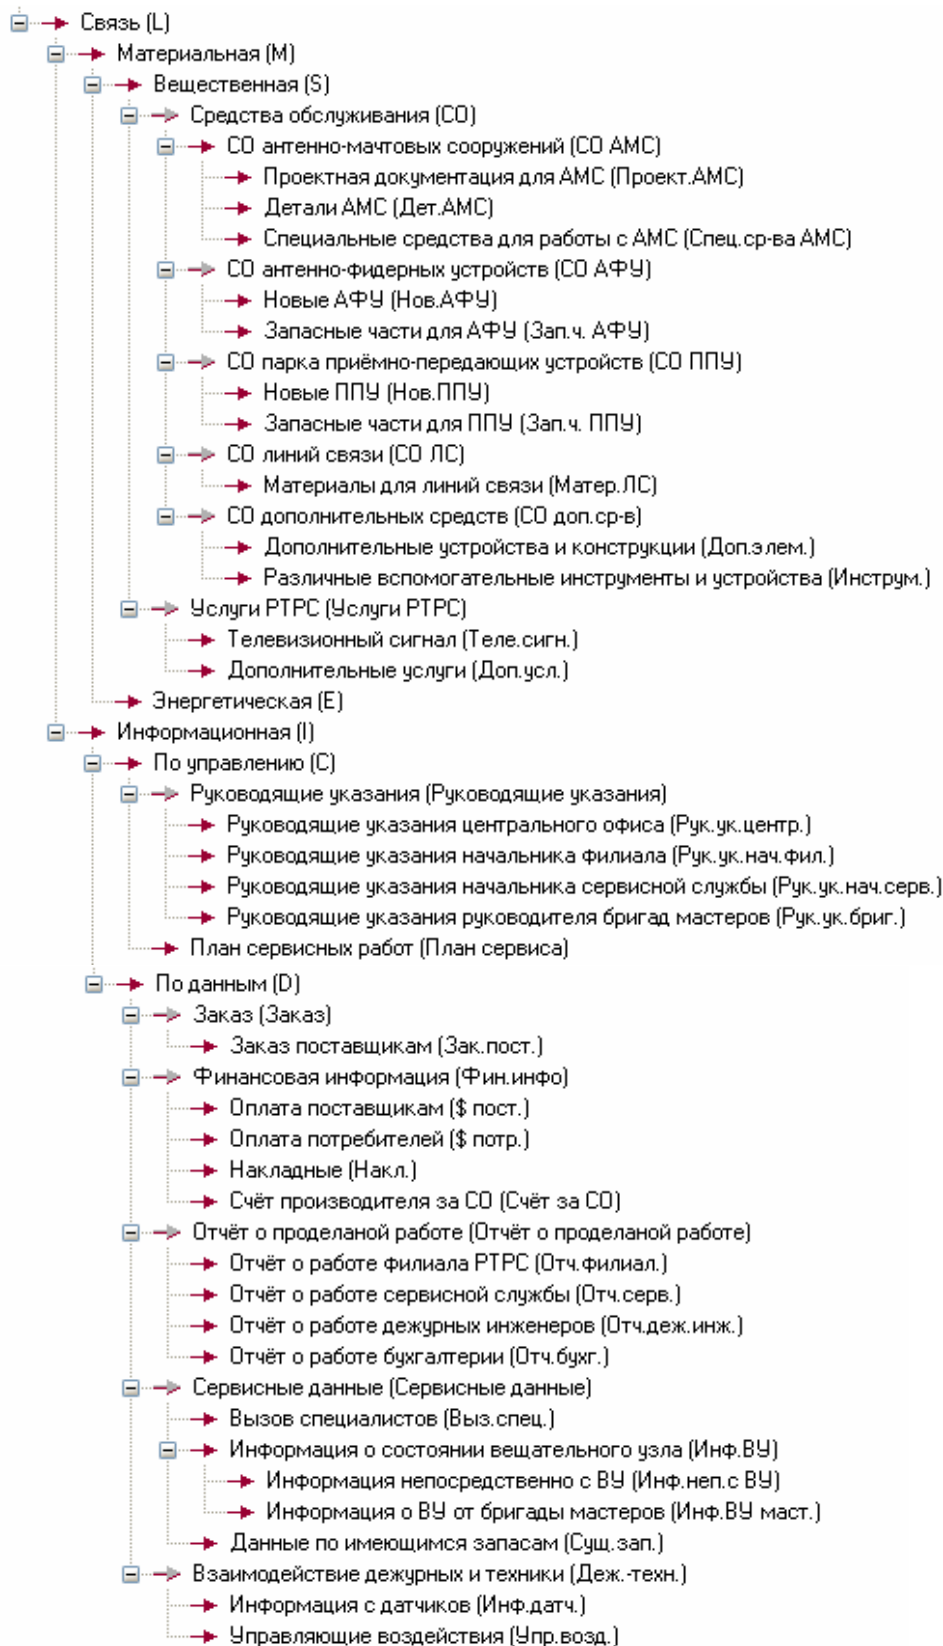 Связь (L)
Материальная (M)
Вещественная (S)
Средства обслуживания (СО)
СО антенно-мачтовых сооружений (СО АМС)
Проектная документация для АМС (Проект.АМС)
Детали АМС (Дет.АМС)
Специальные средства для работы с АМС (Спец.ср-ва АМС)
СО антенно-фидерных устройств (СО АФУ)
Новые АФУ (Нов.АФУ)
Запасные части для АФУ (Зап.ч. АФУ)
СО парка приёмно-передающих устройств (СО ППУ)
Новые ППУ (Нов.ППУ)
Запасные части для ППУ (Зап.ч. ППУ)
СО линий связи (СО ЛС)
Материалы для линий связи (Матер.ЛС)
СО дополнительных средств (СО доп.ср-в)
Дополнительные устройства и конструкции (Доп.элем.)
Различные вспомогательные инструменты и устройства (Инструм.)
Услуги РТРС (Услуги РТРС)
Телевизионный сигнал (Теле.сигн.)
Дополнительные услуги (Доп.усл.)
Энергетическая (E)
Информационная (I)
По управлению (C)
Руководящие указания (Руководящие указания)
Руководящие указания центрального офиса (Рук.ук.центр.)
Руководящие указания начальника филиала (Рук.ук.нач.фил.)
Руководящие указания начальника сервисной службы (Рук.ук.нач.серв.)
Руководящие указания руководителя бригад мастеров (Рук.ук.бриг.)
План сервисных работ (План сервиса)
По данным (D)
Заказ (Заказ)
Заказ поставщикам (Зак.пост.)
Финансовая информация (Фин.инфо)
Оплата поставщикам ($ пост.)
Оплата потребителей ($ потр.)
Накладные (Накл.)
Счёт производителя за СО (Счёт за СО)
Отчёт о проделаной работе (Отчёт о проделаной работе)
Отчёт о работе филиала РТРС (Отч.филиал.)
Отчёт о работе сервисной службы (Отч.серв.)
Отчёт о работе дежурных инженеров (Отч.деж.инж.)
Отчёт о работе бухгалтерии (Отч.бухг.)
Сервисные данные (Сервисные данные)
Вызов специалистов (Выз.спец.)
Информация о состоянии вещательного узла (Инф.ВУ)
Информация непосредственно с ВУ (Инф.неп.с ВУ)
Информация о ВУ от бригады мастеров (Инф.ВУ маст.)
Данные по имеющимся запасам (Сущ.зап.)
Взаимодействие дежурных и техники (Деж.-техн.)
Информация с датчиков (Инф.датч.)
Управляющие воздействия (Упр.возд.)